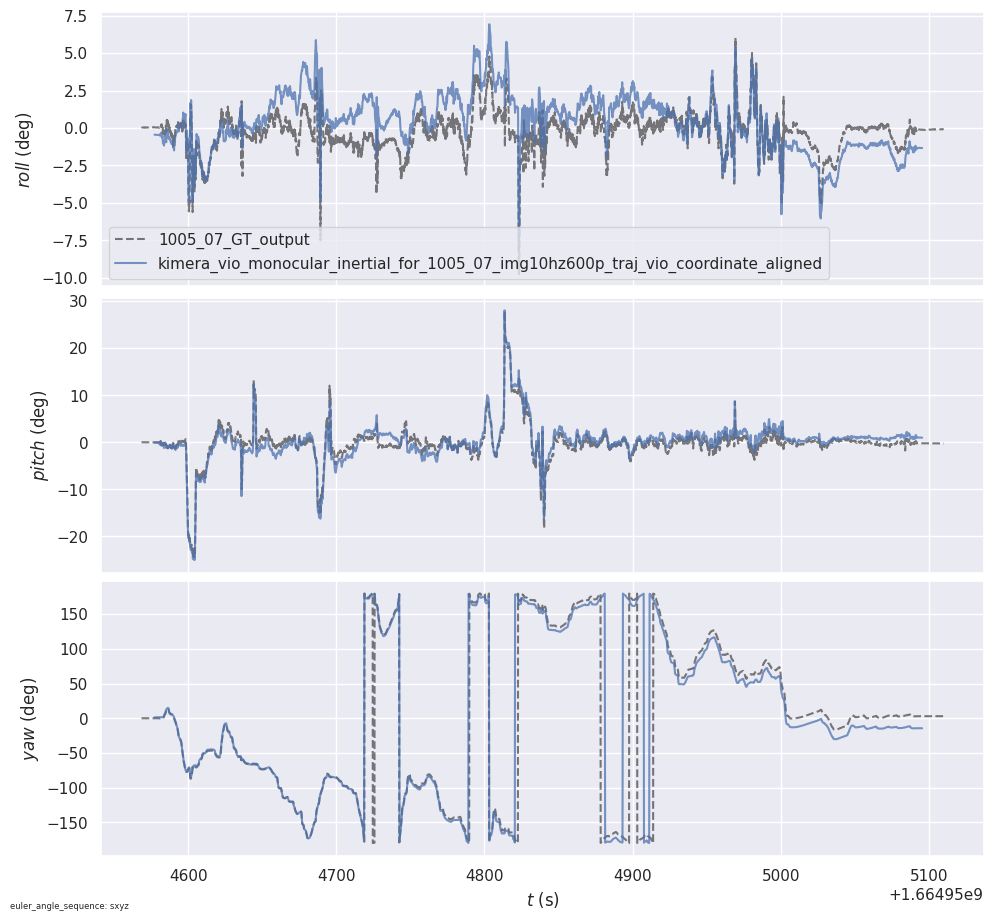 7.5
5.0
2.5
0.0
−2.5
−5.0
−7.5
−10.0
roll (deg)
1005_07_GT_output
kimera_vio_monocular_inertial_for_1005_07_img10hz600p_traj_vio_coordinate_aligned
30
20
10
0
−10
−20
pitch (deg)
150
100
50
0
−50
−100
−150
yaw (deg)
4600 4700 4800 4900 5000 5100
t (s)
+1.66495e9
euler_angle_sequence: sxyz